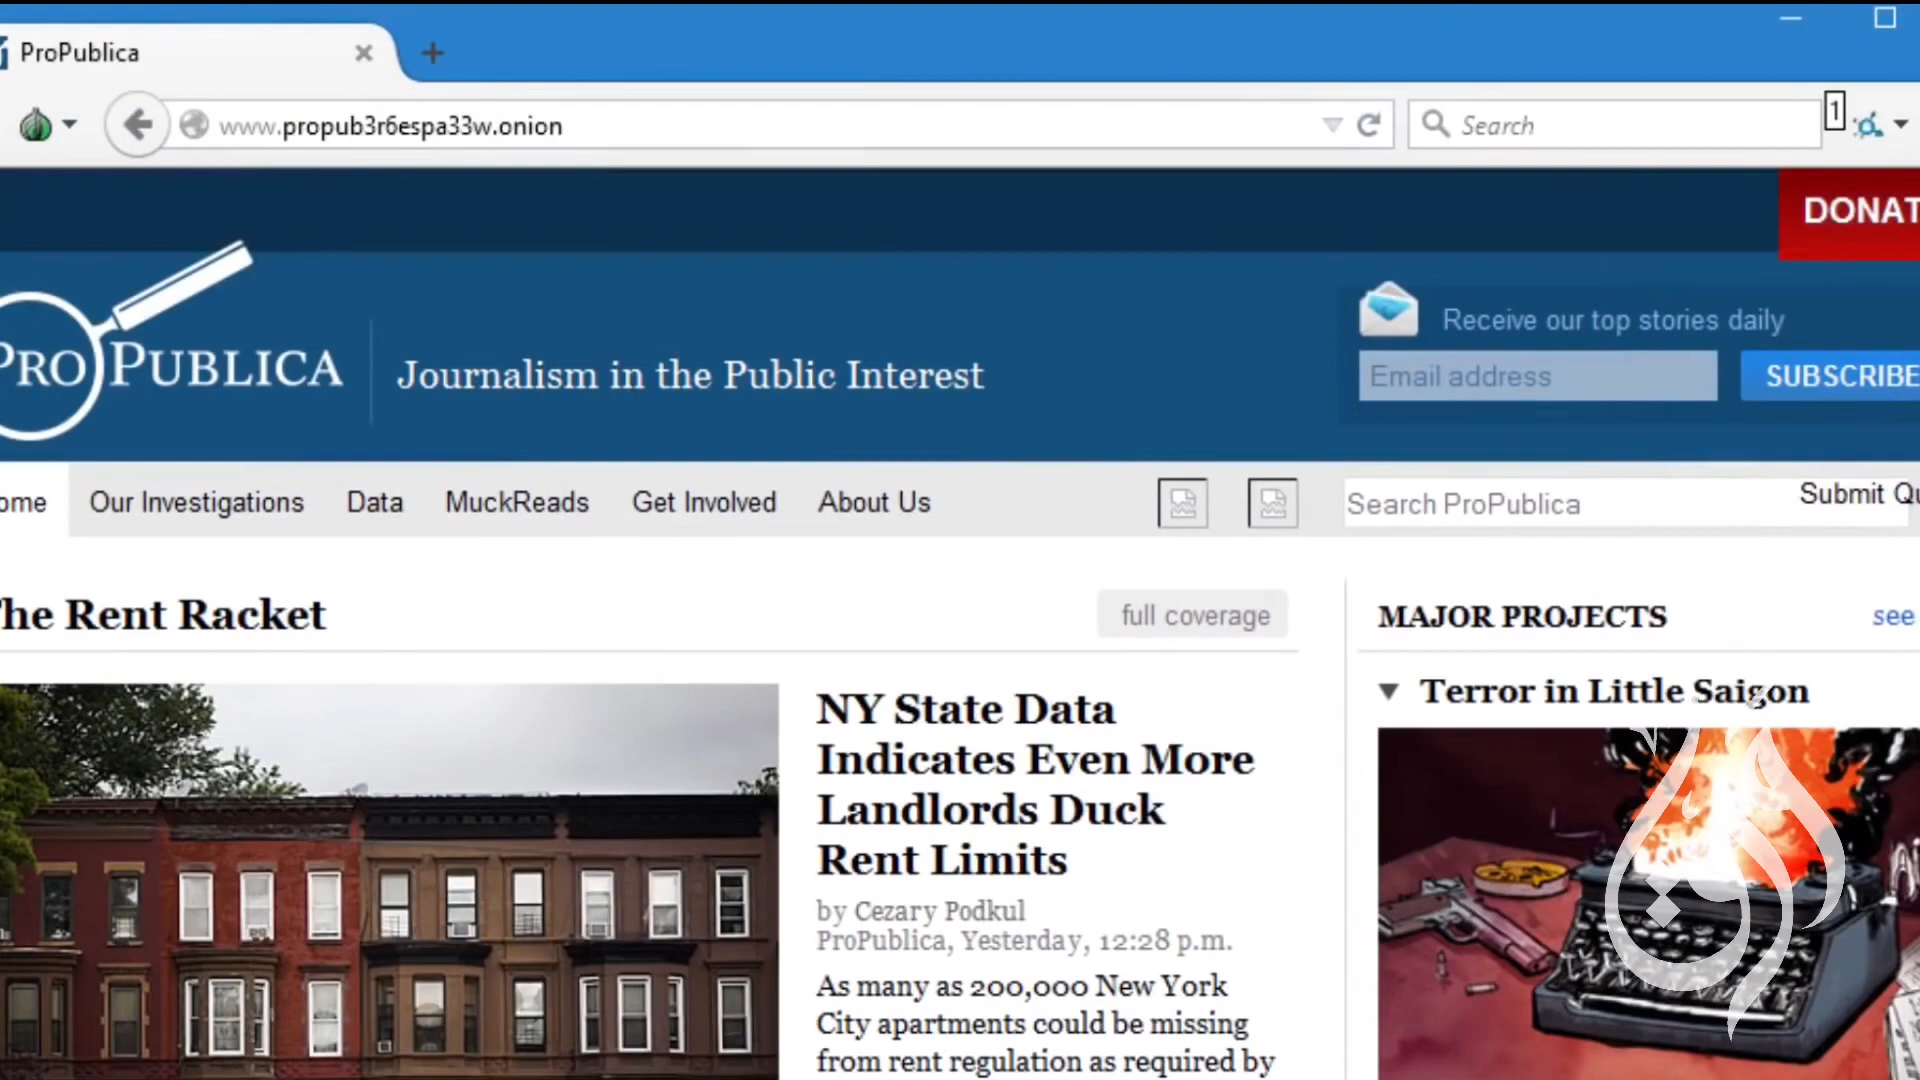 ProPublica
www.propub3r6espa33w.onion
Search
1
DONAT
PROPUBLICA
Journalism in the Public Interest
Receive our top stories daily
Email address
SUBSCRIBE
ome
Our Investigations
Data
MuckReads
Get Involved
About Us
Search ProPublica
Submit Qu
he Rent Racket
full coverage
MAJOR PROJECTS
see
Terror in Little Saigon
NY State Data
Indicates Even More
Landlords Duck
Rent Limits
by Cezary Podkul
ProPublica, Yesterday, 12:28 p.m.
As many as 200,000 New York
City apartments could be missing
from rent regulation as required by